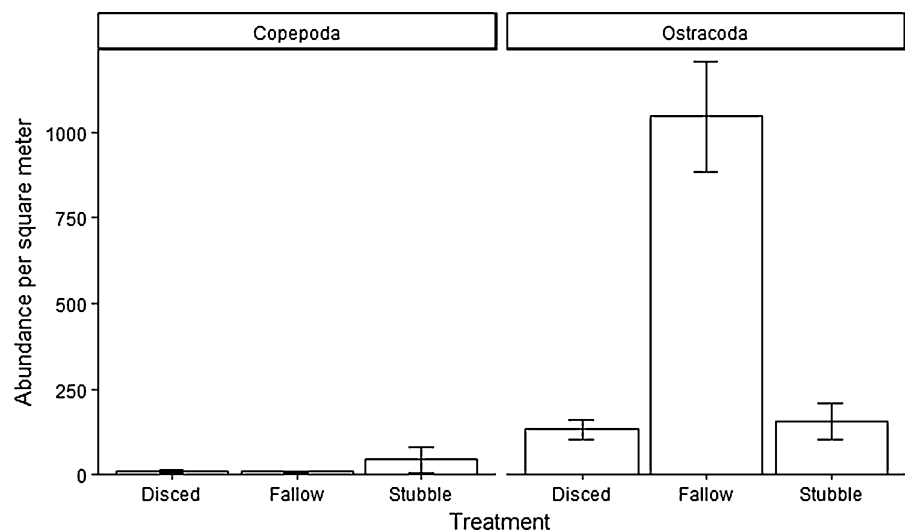 Copepoda Ostracoda
Abundance per square meter
1000
750
500
250
0
Disced Fallow Stubble Disced Fallow Stubble
Treatment